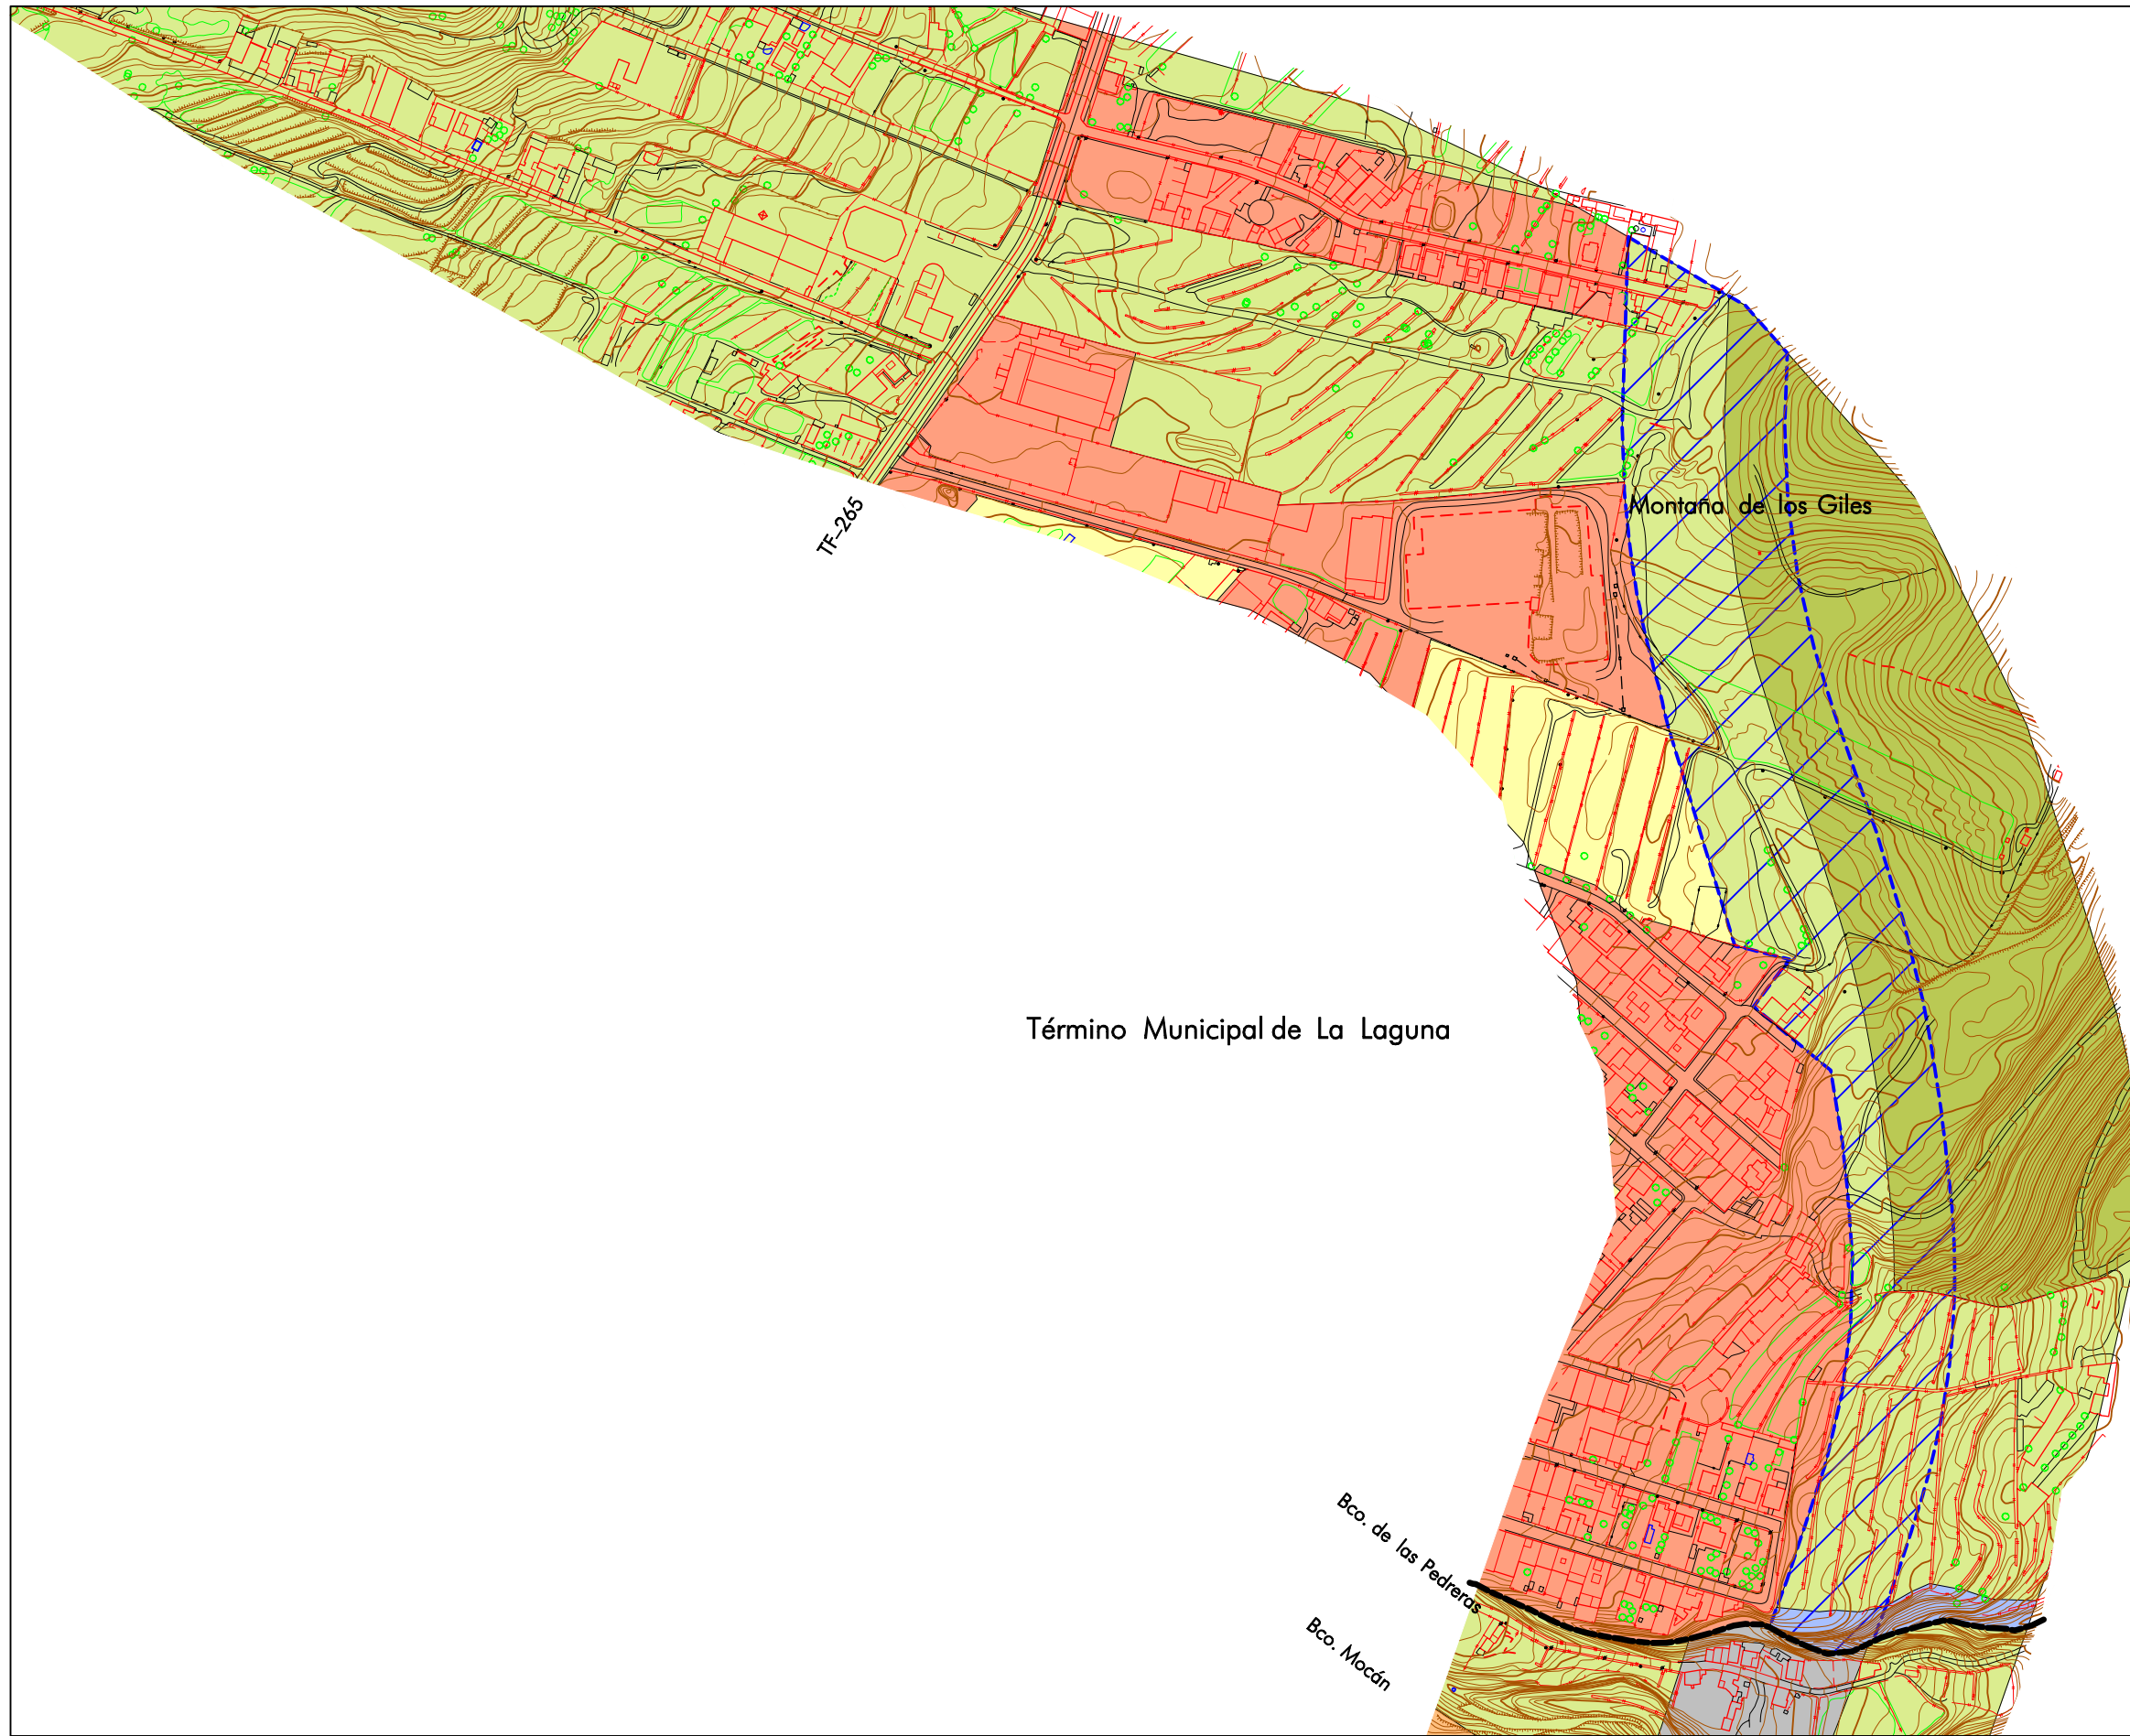 Montaña de los Giles
TF-265
Término Municipal de La Laguna
Bco. de las Pedreras
Bco. Mocán